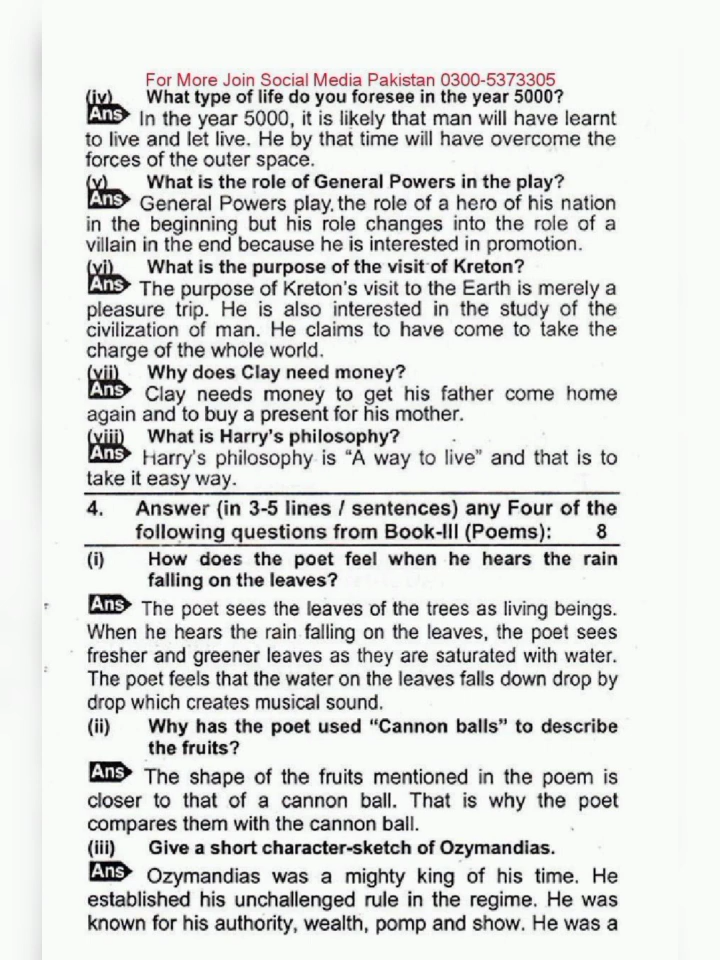 For More Join Social Media Pakistan 0300-5373305
(iv) What type of life do you foresee in the year 5000?
Ans In the year 5000, it is likely that man will have learnt
to live and let live. He by that time will have overcome the
forces of the outer space.
(v) What is the role of General Powers in the play?
Ans General Powers play, the role of a hero of his nation
in the beginning but his role changes into the role of a
villain in the end because he is interested in promotion.
(vi) What is the purpose of the visit of Kreton?
Ans The purpose of Kreton's visit to the Earth is merely a
pleasure trip. He is also interested in the study of the
civilization of man. He claims to have come to take the
charge of the whole world.
(vii) Why does Clay need money?
Ans Clay needs money to get his father come home
again and to buy a present for his mother.
(viii) What is Harry's philosophy?
Ans Harry's philosophy is "A way to live" and that is to
take it easy way.
4. Answer (in 3-5 lines / sentences) any Four of the
following questions from Book-III (Poems): 8
(i) How does the poet feel when he hears the rain
falling on the leaves?
Ans The poet sees the leaves of the trees as living beings.
When he hears the rain falling on the leaves, the poet sees
fresher and greener leaves as they are saturated with water.
The poet feels that the water on the leaves falls down drop by
drop which creates musical sound.
(ii) Why has the poet used "Cannon balls" to describe
the fruits?
Ans The shape of the fruits mentioned in the poem is
closer to that of a cannon ball. That is why the poet
compares them with the cannon ball.
(iii) Give a short character-sketch of Ozymandias.
Ans Ozymandias was a mighty king of his time. He
established his unchallenged rule in the regime. He was
known for his authority, wealth, pomp and show. He was a